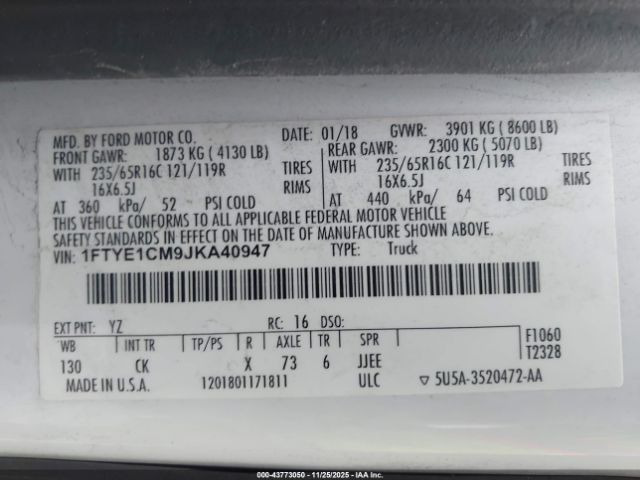 MFD. BY FORD MOTOR CO. DATE: 01/18 GVWR: 3901 KG ( 8600 LB)
FRONT GAWR: 1873 KG ( 4130 LB) REAR GAWR: 2300 KG ( 5070 LB)
WITH 235/65R16C 121/119R TIRES WITH 235/65R16C 121/119R TIRES
16X6.5J RIMS 16X6.5J RIMS
AT 360 kPa/ 52 PSI COLD AT 440 kPa/ 64 PSI COLD
THIS VEHICLE CONFORMS TO ALL APPLICABLE FEDERAL MOTOR VEHICLE
SAFETY STANDARDS IN EFFECT ON THE DATE OF MANUFACTURE SHOWN ABOVE.
VIN: 1FTYE1CM9JKA40947 TYPE: Truck
EXT PNT: YZ RC: 16 DSO:
WB INT TR TP/PS R AXLE TR SPR F1060
130 CK X 73 6 JJEE T2328
MADE IN U.S.A. 1201801171811 ULC ▽ 5U5A-3520472-AA
© 1-43773050 - 11/25/2025 - IAAI.COM